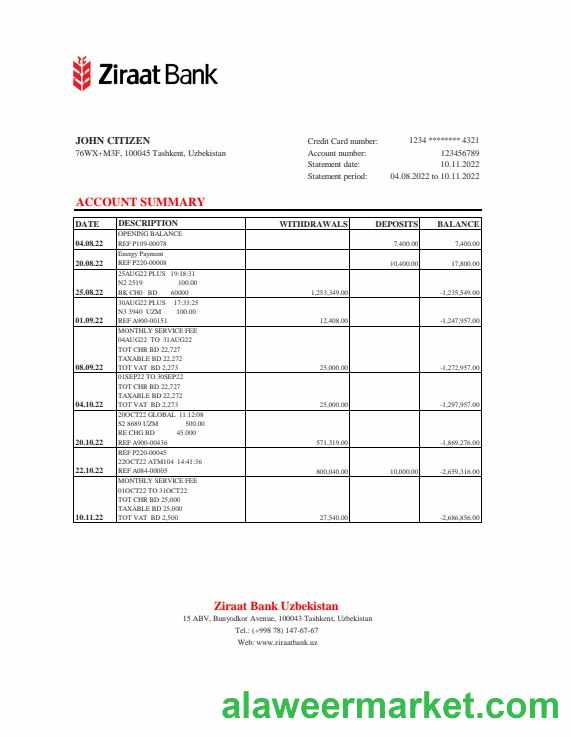 Ziraat Bank
JOHN CITIZEN
76WX+M3F, 100045 Tashkent, Uzbekistan
Credit Card number: 1234 ******** 4321
Account number: 123456789
Statement date: 10.11.2022
Statement period: 04.08.2022 to 10.11.2022
ACCOUNT SUMMARY
DATE DESCRIPTION WITHDRAWALS DEPOSITS BALANCE
OPENING BALANCE
04.08.22 REF P109-00078 7,400.00 7,400.00
Energy Payment
20.08.22 REF P220-00008 10,400.00 17,800.00
25AUG22 PLUS 19:18:31
N2 2519 100.00
25.08.22 BK CH0 BD 60000 1,253,349.00 -1,235,549.00
30AUG22 PLUS 17:33:25
N3 3940 UZM 100.00
01.09.22 REF A900-00151 12,408.00 -1,247,957.00
MONTHLY SERVICE FEE
04AUG22 TO 31AUG22
TOT CHR BD 22,727
TAXABLE BD 22,272
08.09.22 TOT VAT BD 2,273 25,000.00 -1,272,957.00
01SEP22 TO 30SEP22
TOT CHR BD 22,727
TAXABLE BD 22,272
04.10.22 TOT VAT BD 2,273 25,000.00 -1,297,957.00
20OCT22 GLOBAL 11:12:08
S2 8689 UZM 500.00
RE CHG BD 45.000
20.10.22 REF A900-00436 571,319.00 -1,869,276.00
REF P220-00045
22OCT22 ATM104 14:41:36
22.10.22 REF A084-00005 800,040.00 10,000.00 -2,659,316.00
MONTHLY SERVICE FEE
01OCT22 TO 31OCT22
TOT CHR BD 25,000
TAXABLE BD 25,000
10.11.22 TOT VAT BD 2,500 27,540.00 -2,686,856.00
Ziraat Bank Uzbekistan
15 ABV, Bunyodkor Avenue, 100043 Tashkent, Uzbekistan
Tel.: (+998 78) 147-67-67
Web: www.ziraatbank.uz
alaweermarket.com